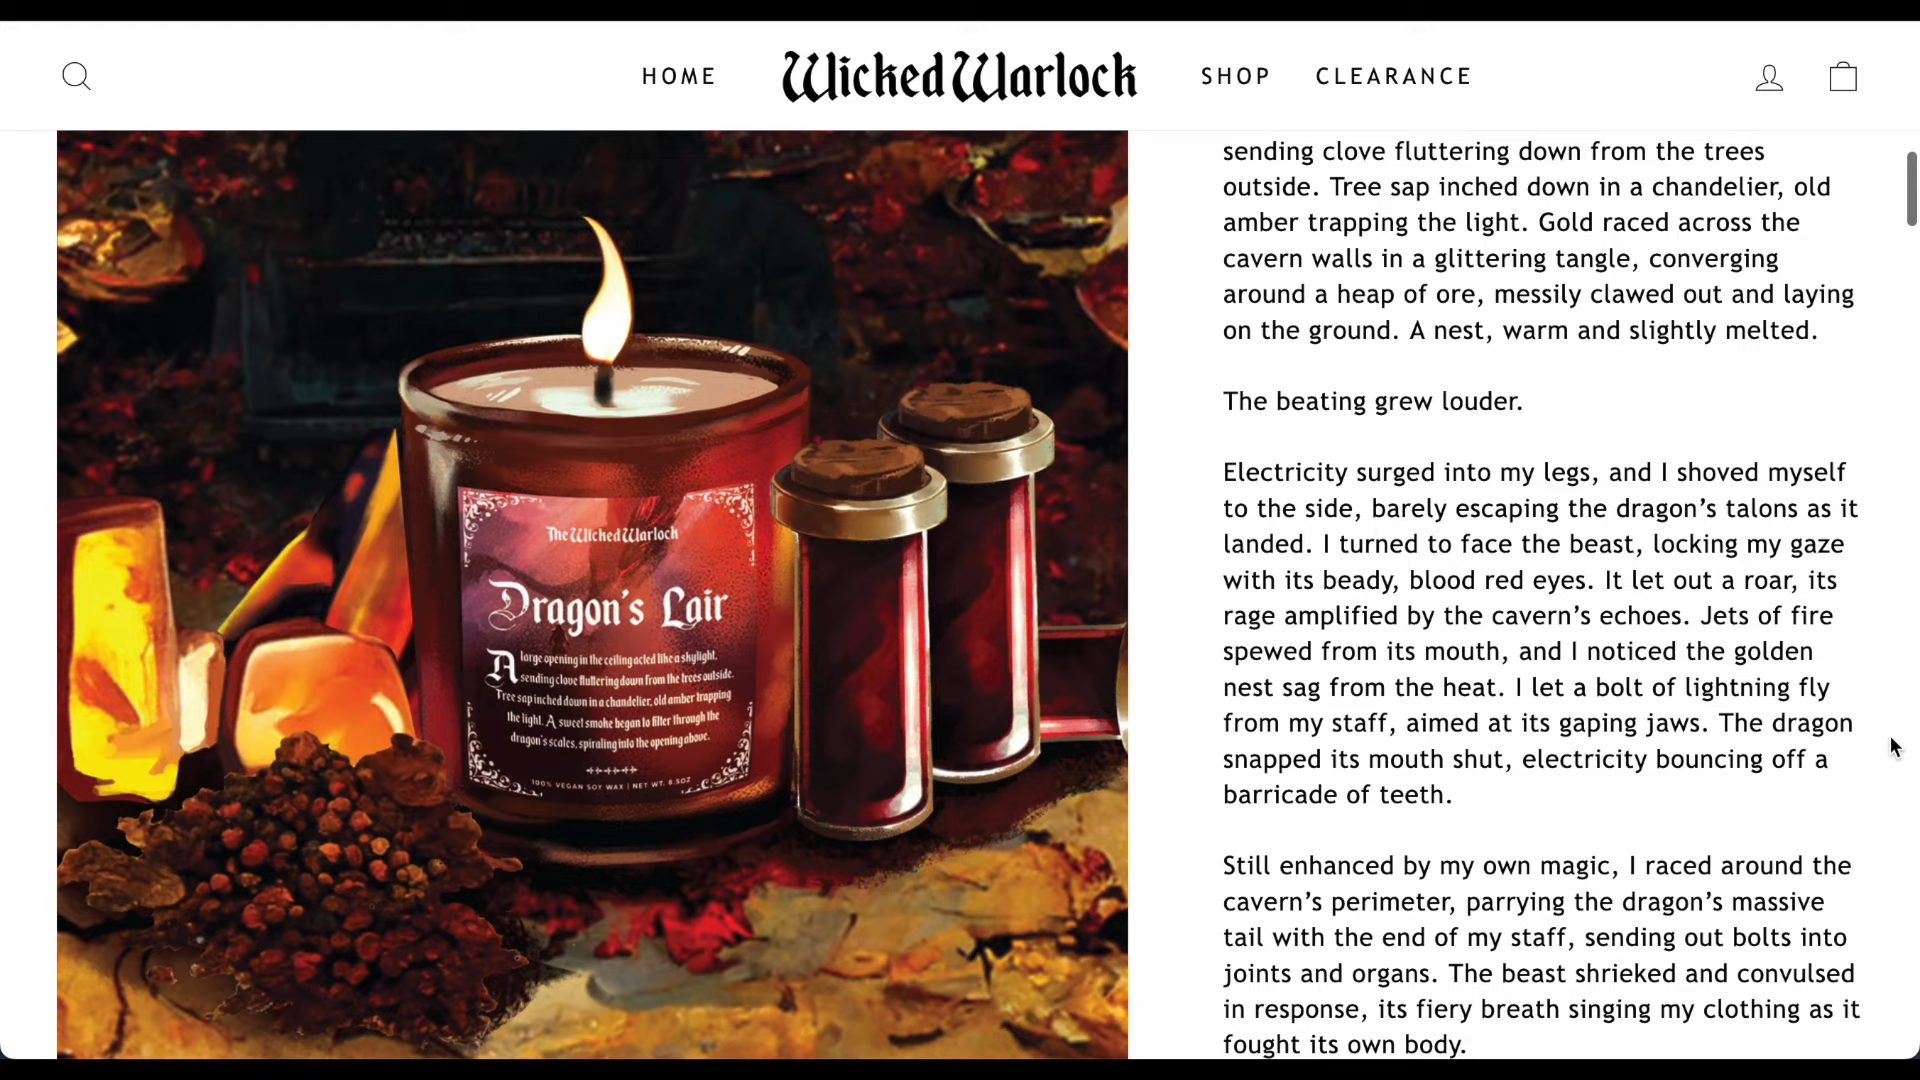 HOME
Wicked Warlock
SHOP
CLEARANCE
The Wicked Warlock
Dragon's Lair
A large opening in the ceiling acted like a skylight,
sending clove fluttering down from the trees outside.
Tree sap inched down in a chandelier, old amber trapping
the light. A sweet smoke began to filter through the
dragon's scales, spiraling into the opening above.
100% VEGAN SOY WAX | NET WT. 8.5OZ
sending clove fluttering down from the trees
outside. Tree sap inched down in a chandelier, old
amber trapping the light. Gold raced across the
cavern walls in a glittering tangle, converging
around a heap of ore, messily clawed out and laying
on the ground. A nest, warm and slightly melted.
The beating grew louder.
Electricity surged into my legs, and I shoved myself
to the side, barely escaping the dragon’s talons as it
landed. I turned to face the beast, locking my gaze
with its beady, blood red eyes. It let out a roar, its
rage amplified by the cavern’s echoes. Jets of fire
spewed from its mouth, and I noticed the golden
nest sag from the heat. I let a bolt of lightning fly
from my staff, aimed at its gaping jaws. The dragon
snapped its mouth shut, electricity bouncing off a
barricade of teeth.
Still enhanced by my own magic, I raced around the
cavern’s perimeter, parrying the dragon’s massive
tail with the end of my staff, sending out bolts into
joints and organs. The beast shrieked and convulsed
in response, its fiery breath singing my clothing as it
fought its own body.